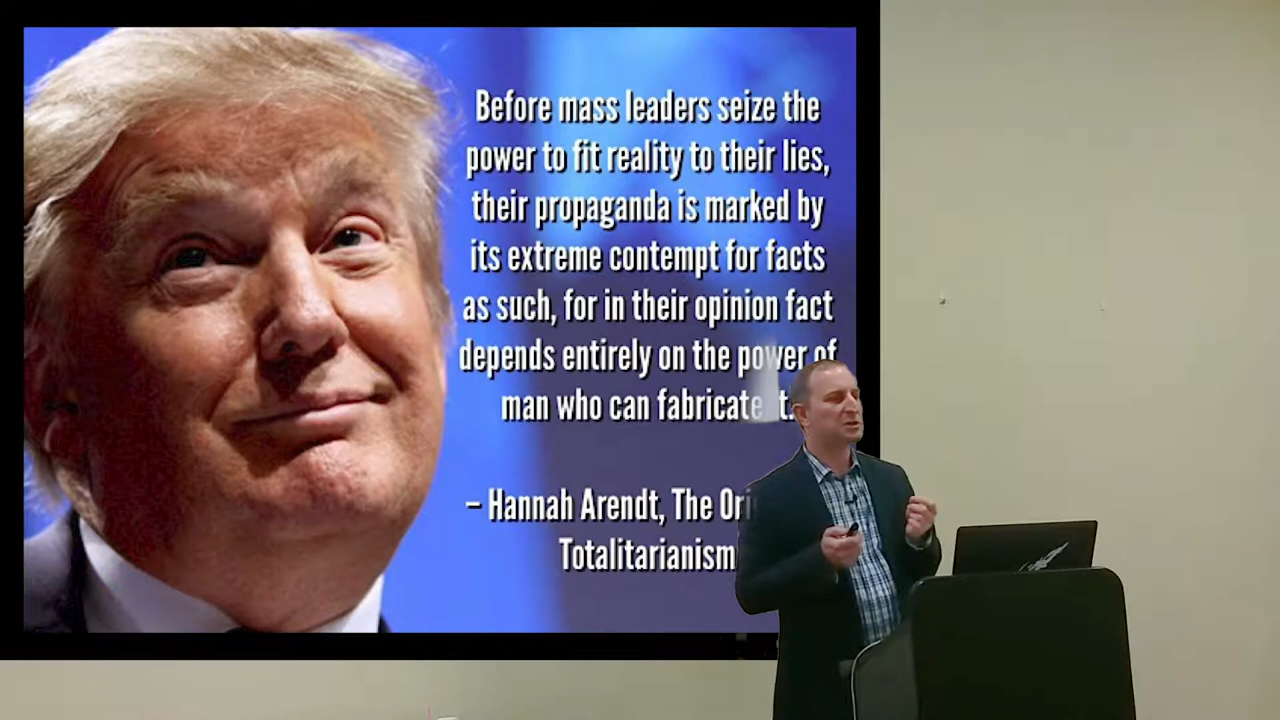 Before mass leaders seize the
power to fit reality to their lies,
their propaganda is marked by
its extreme contempt for facts
as such, for in their opinion fact
depends entirely on the power of
man who can fabricate
– Hannah Arendt, The
Totalitarianism